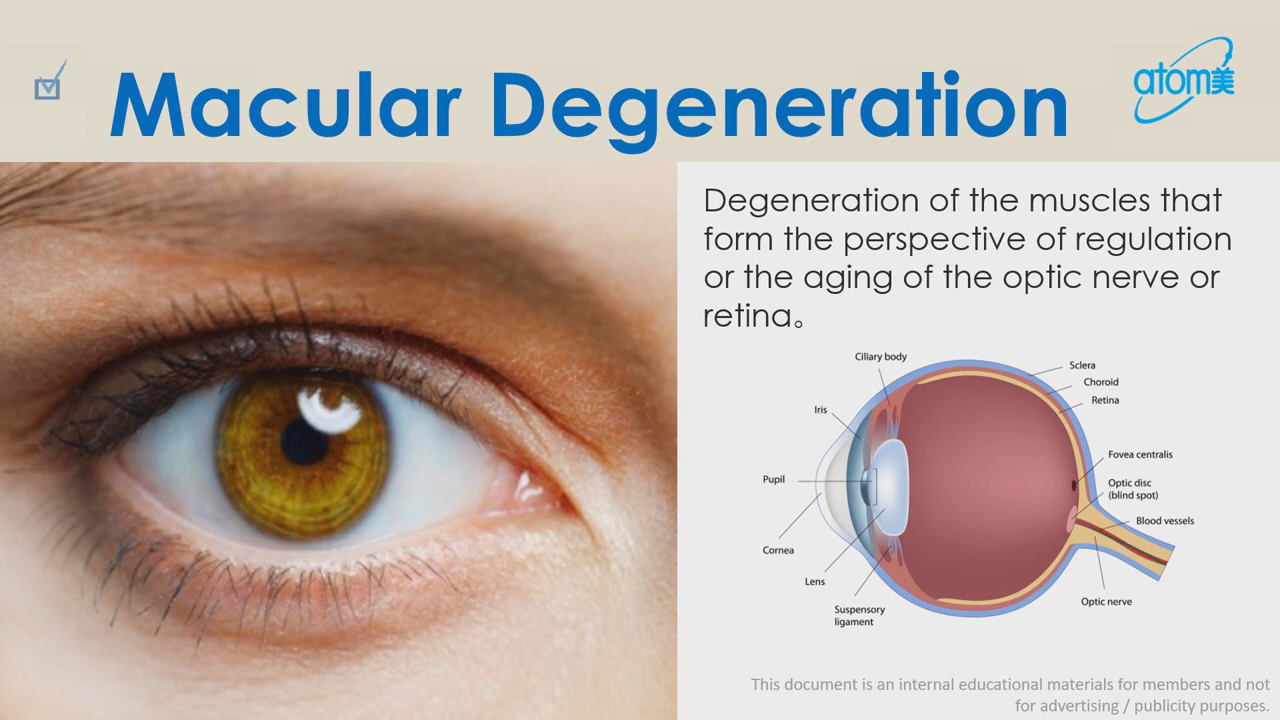 Macular Degeneration
atom美
Degeneration of the muscles that
form the perspective of regulation
or the aging of the optic nerve or
retina。
Ciliary body
Sclera
Choroid
Retina
Iris
Fovea centralis
Pupil
Optic disc
(blind spot)
Blood vessels
Cornea
Lens
Optic nerve
Suspensory
ligament
This document is an internal educational materials for members and not
for advertising / publicity purposes.